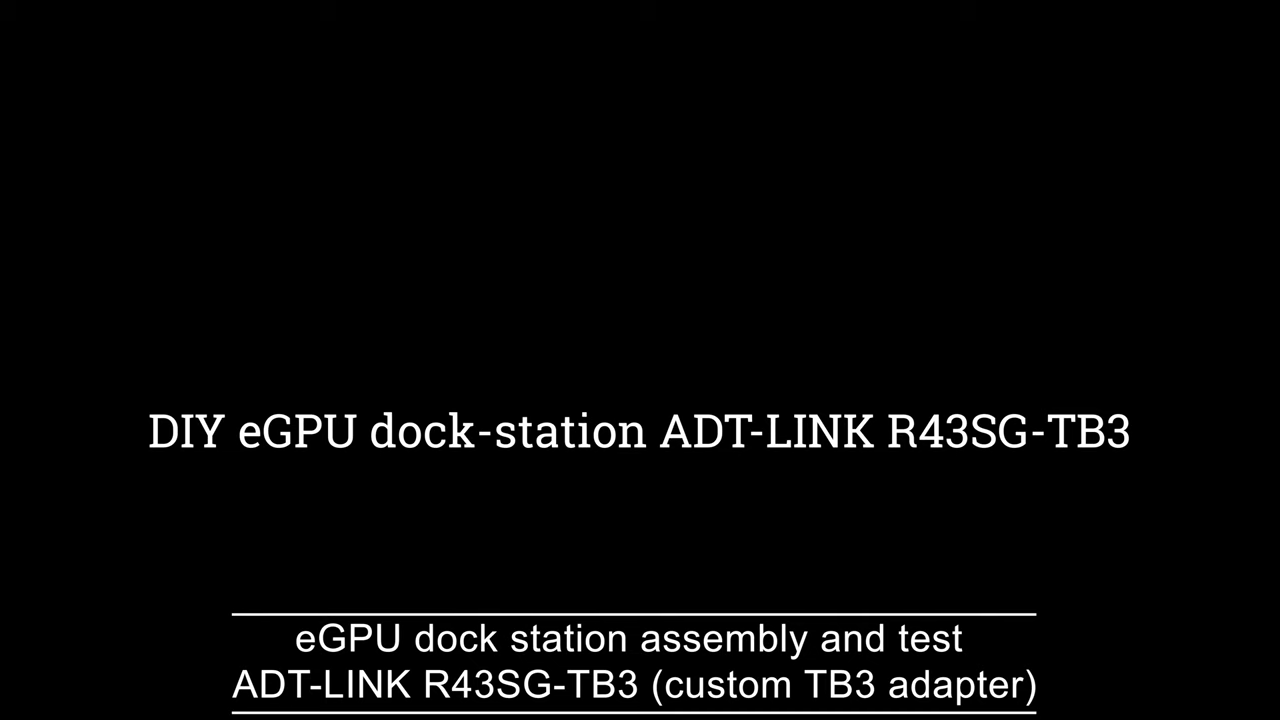 DIY eGPU dock-station ADT-LINK R43SG-TB3
eGPU dock station assembly and test
ADT-LINK R43SG-TB3 (custom TB3 adapter)